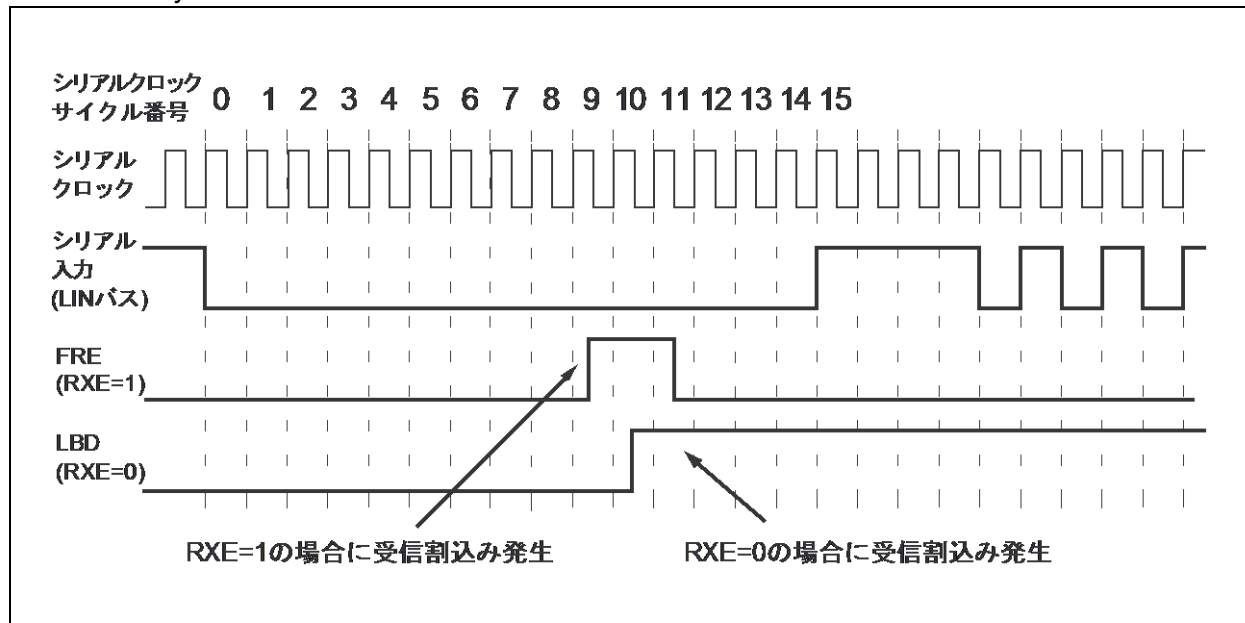 シリアルクロック
サイクル番号
0 1 2 3 4 5 6 7 8 9 10 11 12 13 14 15
シリアル
クロック
シリアル
入力
(LINバス)
FRE
(RXE=1)
LBD
(RXE=0)
RXE=1の場合に受信割込み発生
RXE=0の場合に受信割込み発生